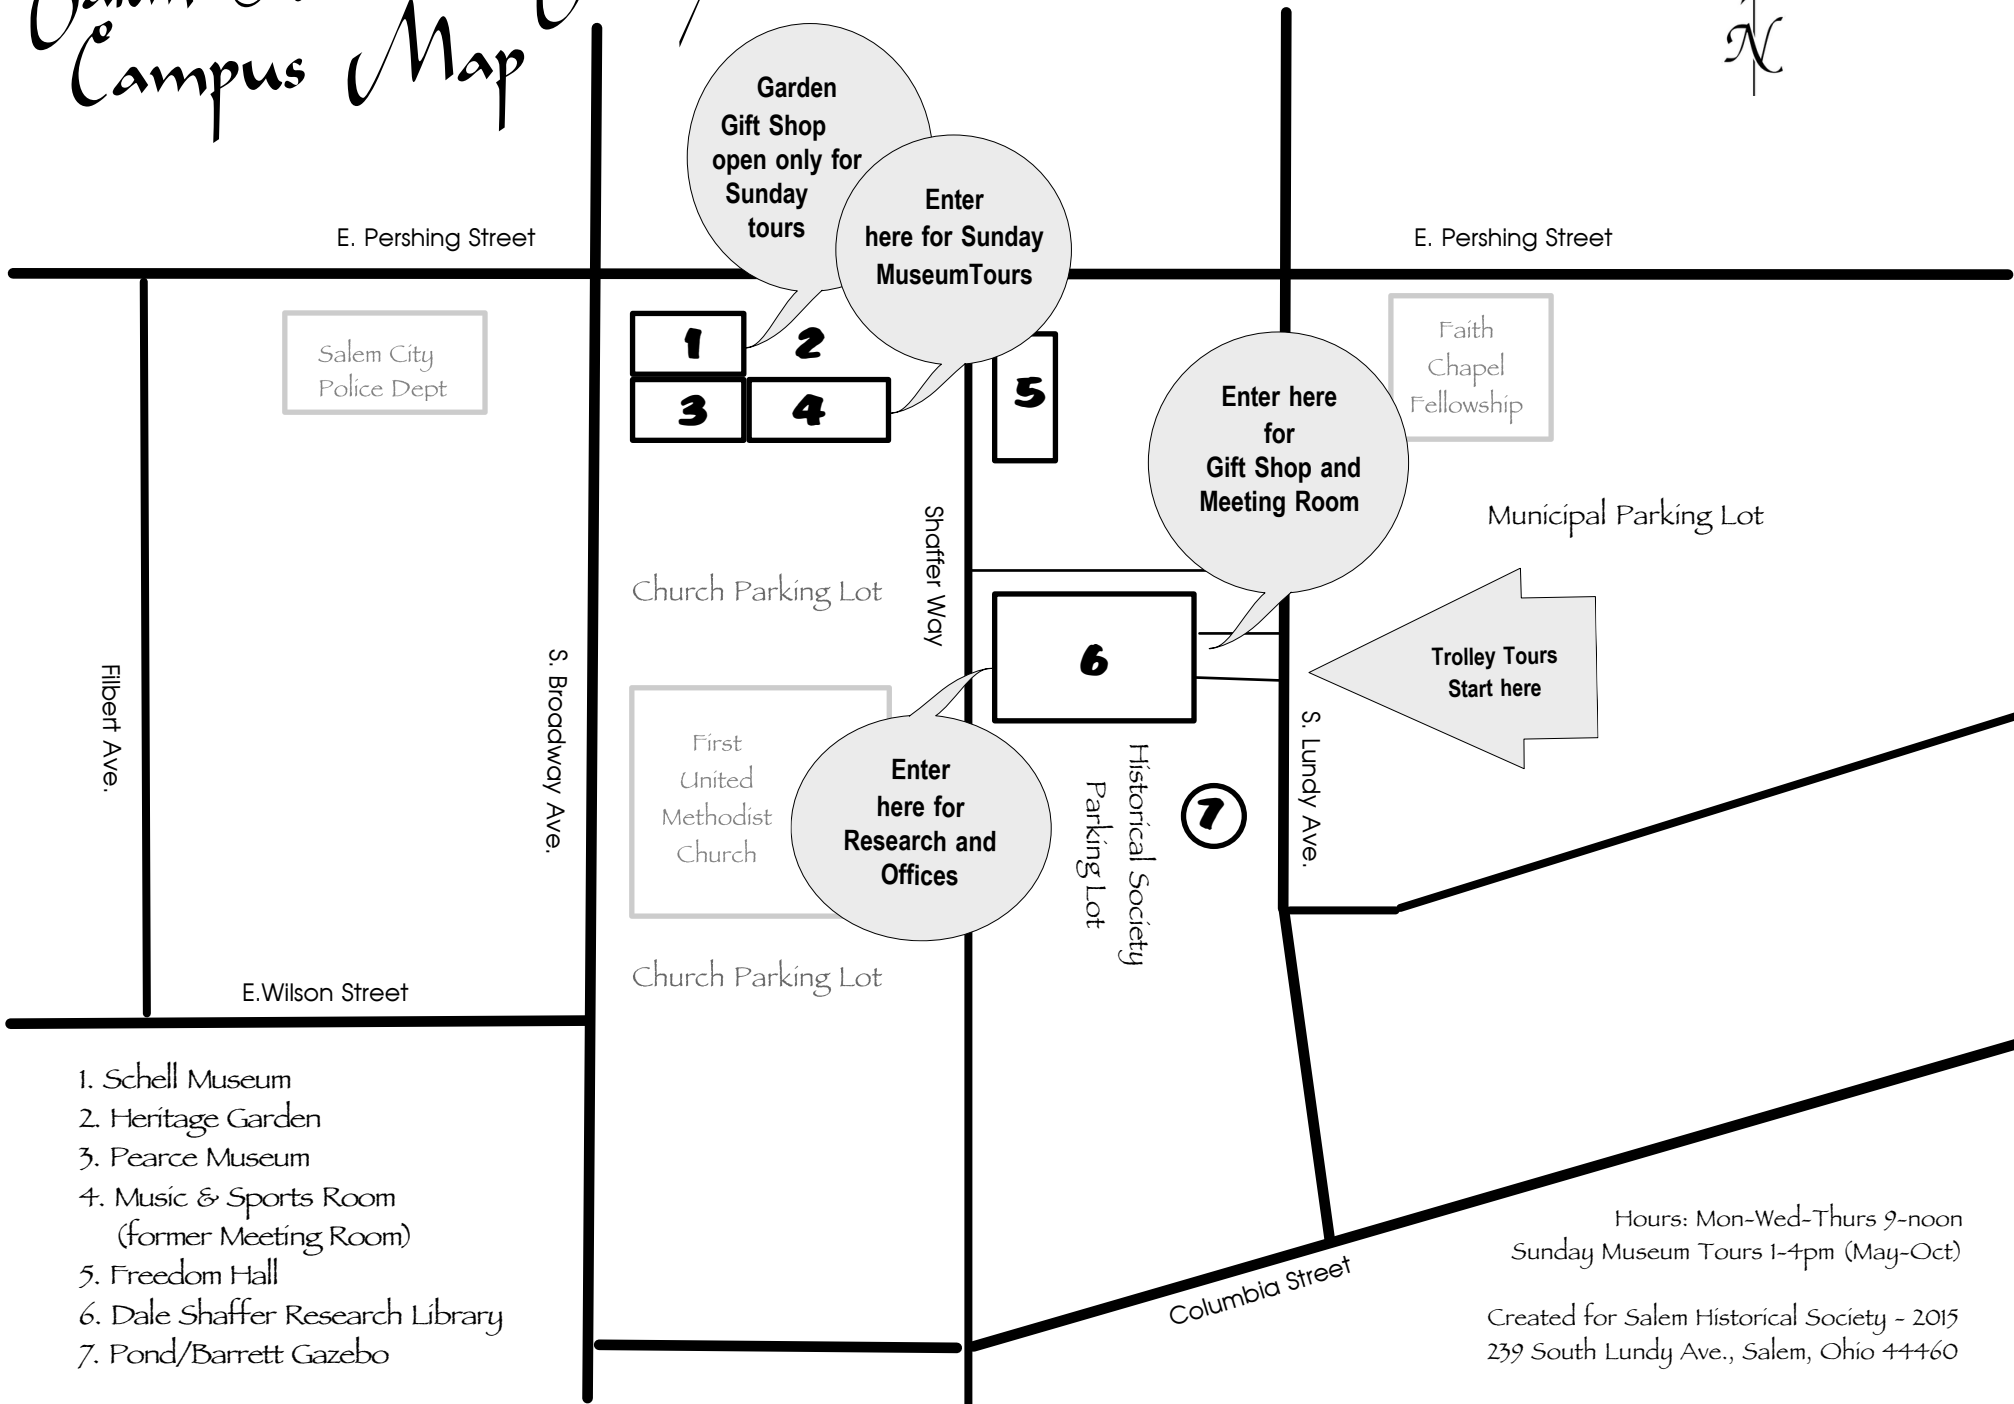 Campus Map
N
Garden
Gift Shop
open only for
Sunday
tours
Enter
here for Sunday
MuseumTours
E. Pershing Street
E. Pershing Street
Salem City
Police Dept
1
2
3
4
5
Faith
Chapel
Fellowship
Enter here
for
Gift Shop and
Meeting Room
Municipal Parking Lot
Church Parking Lot
Shaffer Way
6
Trolley Tours
Start here
Filbert Ave.
S. Broadway Ave.
S. Lundy Ave.
First
United
Methodist
Church
Enter
here for
Research and
Offices
Historical Society
Parking Lot
7
Church Parking Lot
E.Wilson Street
1. Schell Museum
2. Heritage Garden
3. Pearce Museum
4. Music & Sports Room
(former Meeting Room)
5. Freedom Hall
6. Dale Shaffer Research Library
7. Pond/Barrett Gazebo
Columbia Street
Hours: Mon-Wed-Thurs 9-noon
Sunday Museum Tours 1-4pm (May-Oct)
Created for Salem Historical Society - 2015
239 South Lundy Ave., Salem, Ohio 44460